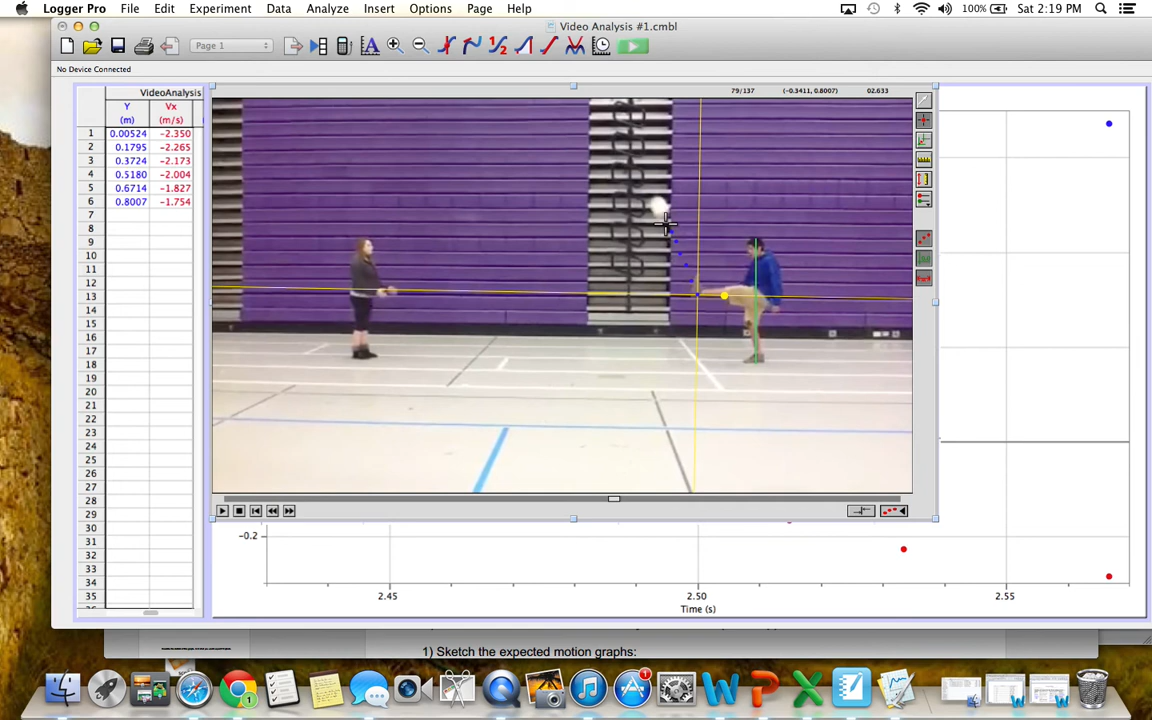 Logger Pro File Edit Experiment Data Analyze Insert Options Page Help 100% Sat 2:19 PM
Video Analysis #1.cmbl
Page 1
No Device Connected
VideoAnalysis
Y Vx
(m) (m/s)
1 0.00524 -2.350
2 0.1795 -2.265
3 0.3724 -2.173
4 0.5180 -2.004
5 0.6714 -1.827
6 0.8007 -1.754
7
8
9
10
11
12
13
14
15
16
17
18
19
20
21
22
23
24
25
26
27
28
29
30
31
32
33
34
35
79/137 (-0.3411, 0.8007) 02.633
-0.2
2.45 2.50 2.55
Time (s)
1) Sketch the expected motion graphs:
1
1